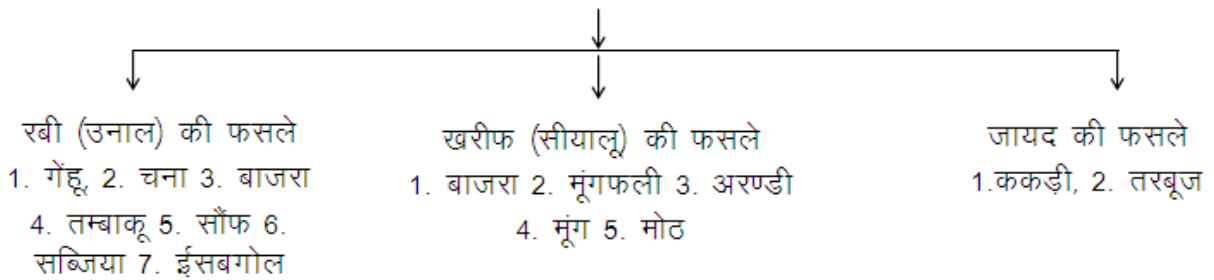 रबी (उनाल) की फसले
1. गेंहू, 2. चना 3. बाजरा
4. तम्बाकू 5. सौंफ 6.
सब्जिया 7. ईसबगोल
खरीफ (सीयालू) की फसले
1. बाजरा 2. मूंगफली 3. अरण्डी
4. मूंग 5. मोठ
जायद की फसले
1.ककड़ी, 2. तरबूज